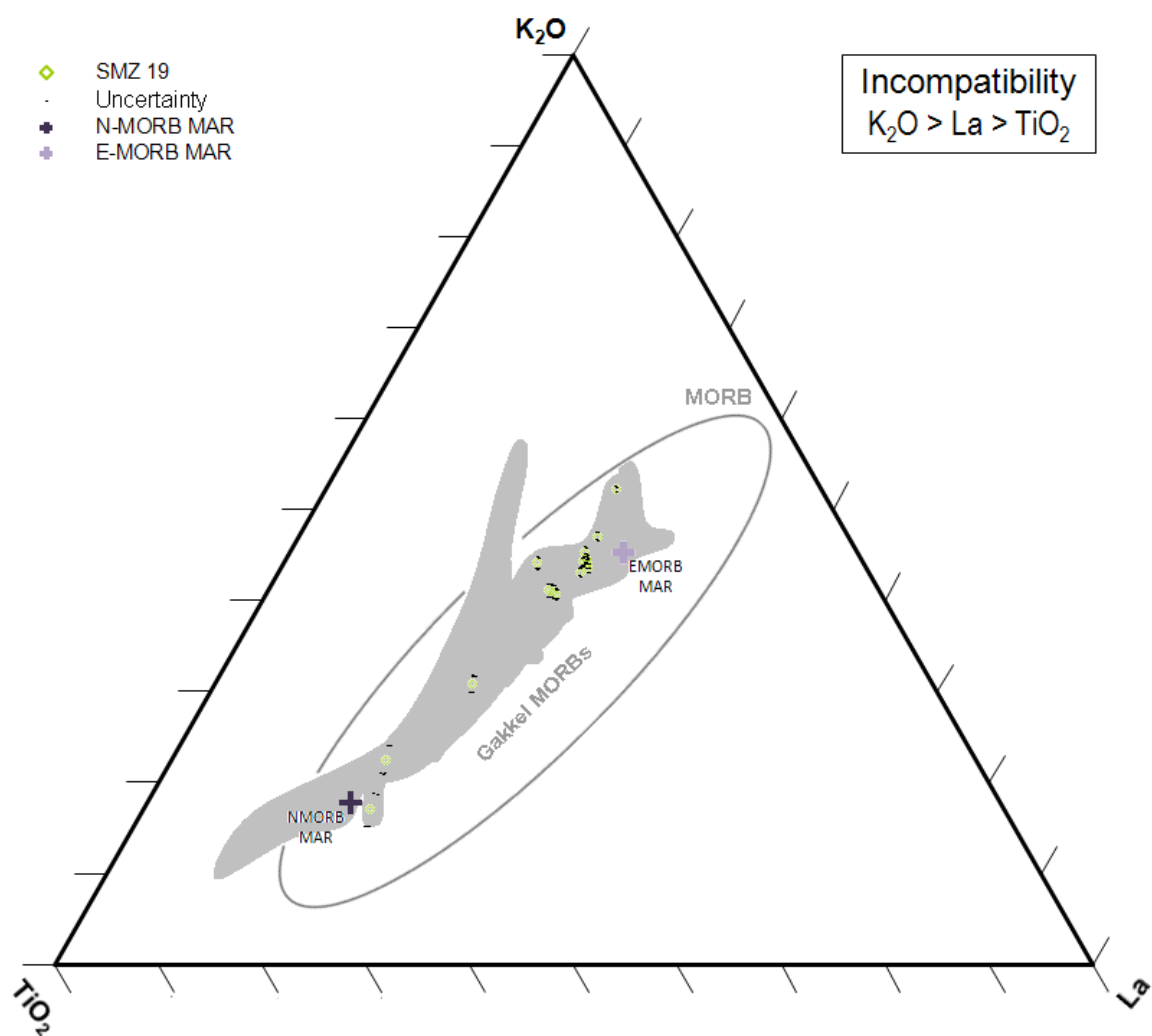 K₂O
SMZ 19
Uncertainty
N-MORB MAR
E-MORB MAR
Incompatibility
K₂O > La > TiO₂
MORB
EMORB
MAR
Gakkel MORBs
NMORB
MAR
TiO₂
La